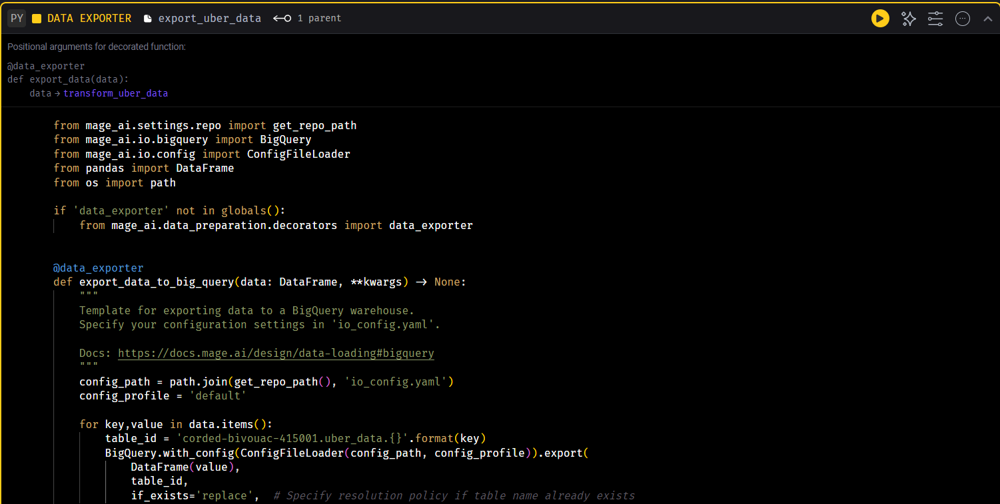 PY DATA EXPORTER export_uber_data 1 parent
Positional arguments for decorated function:
@data_exporter
def export_data(data):
    data → transform_uber_data
from mage_ai.settings.repo import get_repo_path
from mage_ai.io.bigquery import BigQuery
from mage_ai.io.config import ConfigFileLoader
from pandas import DataFrame
from os import path

if 'data_exporter' not in globals():
    from mage_ai.data_preparation.decorators import data_exporter


@data_exporter
def export_data_to_big_query(data: DataFrame, **kwargs) -> None:
    """
    Template for exporting data to a BigQuery warehouse.
    Specify your configuration settings in 'io_config.yaml'.

    Docs: https://docs.mage.ai/design/data-loading#bigquery
    """
    config_path = path.join(get_repo_path(), 'io_config.yaml')
    config_profile = 'default'

    for key,value in data.items():
        table_id = 'corded-bivouac-415001.uber_data.{}'.format(key)
        BigQuery.with_config(ConfigFileLoader(config_path, config_profile)).export(
            DataFrame(value),
            table_id,
            if_exists='replace',  # Specify resolution policy if table name already exists